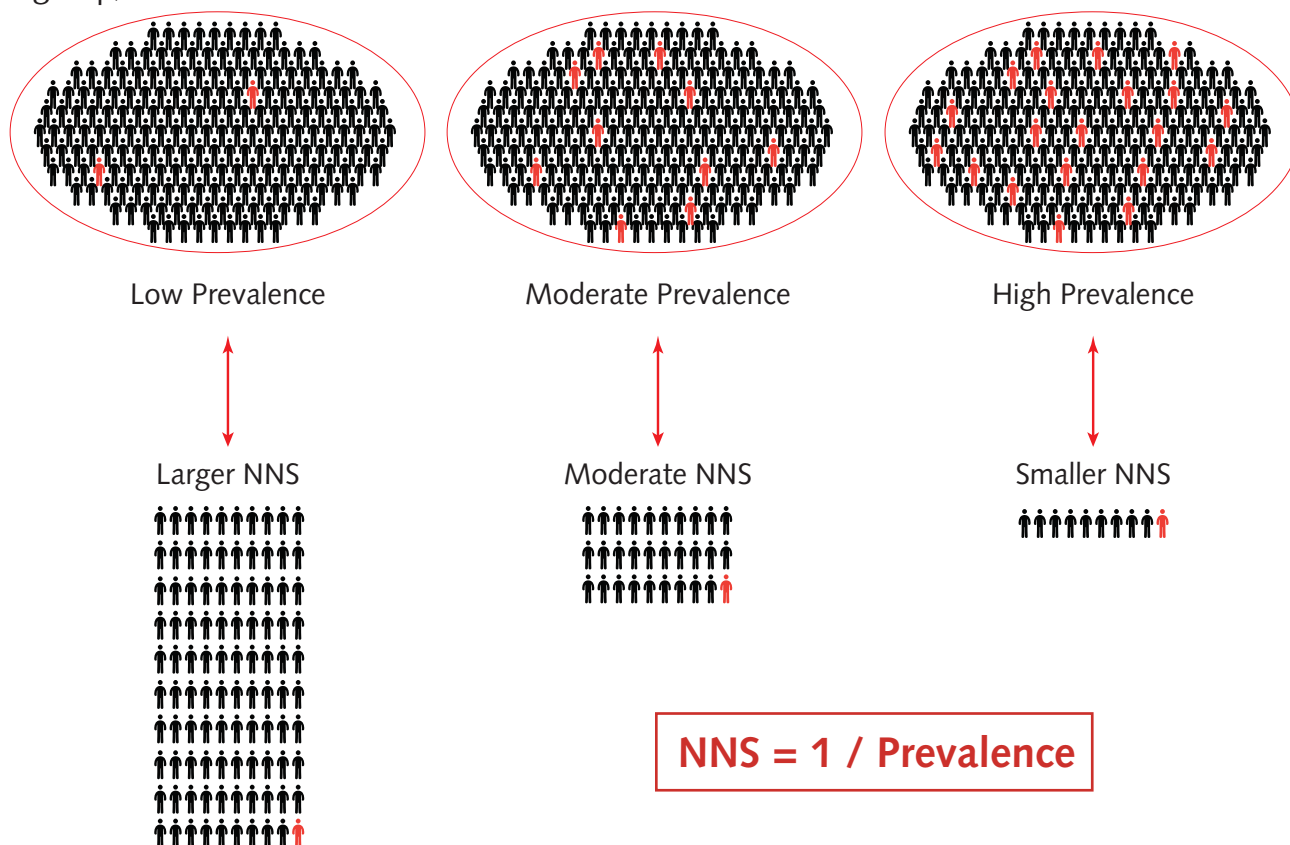 Low Prevalence
Moderate Prevalence
High Prevalence
Larger NNS
Moderate NNS
Smaller NNS
NNS = 1 / Prevalence